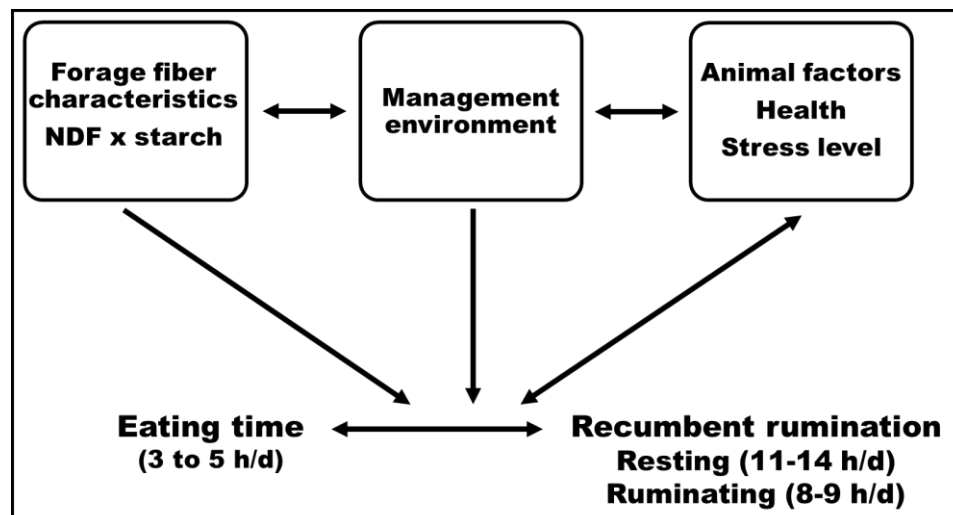 Forage fiber
characteristics
NDF x starch
Management
environment
Animal factors
Health
Stress level
Eating time
(3 to 5 h/d)
Recumbent rumination
Resting (11-14 h/d)
Ruminating (8-9 h/d)